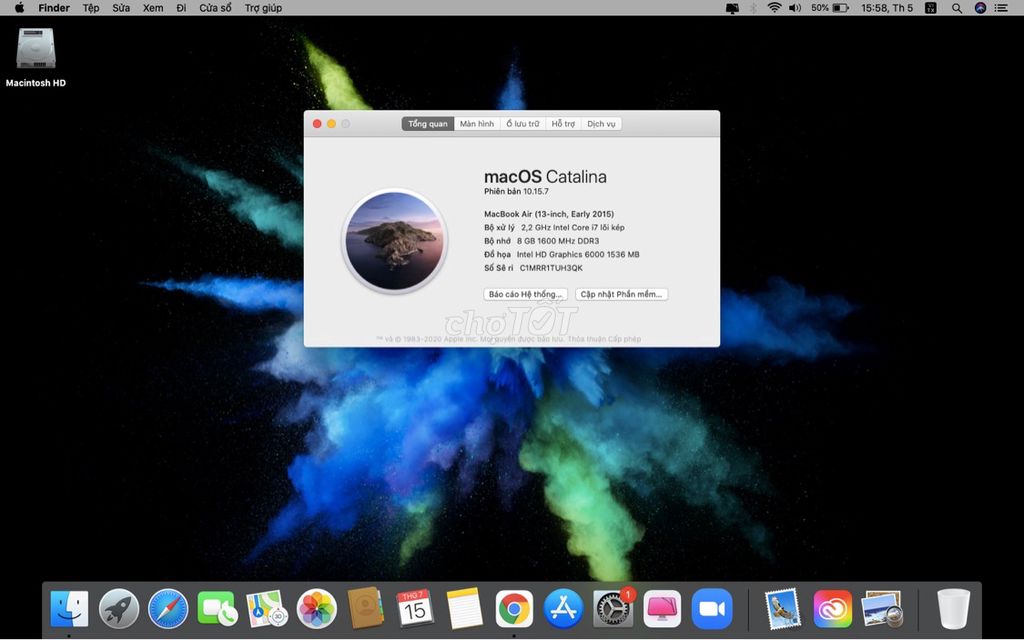 Finder Tệp Sửa Xem Đi Cửa sổ Trợ giúp 50% 15:58, Th 5
Macintosh HD
Tổng quan Màn hình Ổ lưu trữ Hỗ trợ Dịch vụ
macOS Catalina
Phiên bản 10.15.7
MacBook Air (13-inch, Early 2015)
Bộ xử lý 2,2 GHz Intel Core i7 lõi kép
Bộ nhớ 8 GB 1600 MHz DDR3
Đồ họa Intel HD Graphics 6000 1536 MB
Số Sê ri C1MRR1TUH3QK
Báo cáo Hệ thống... Cập nhật Phần mềm...
chợTỐT
™ và © 1983-2020 Apple Inc. Mọi quyền được bảo lưu. Thỏa thuận Cấp phép
THG 7
15
1